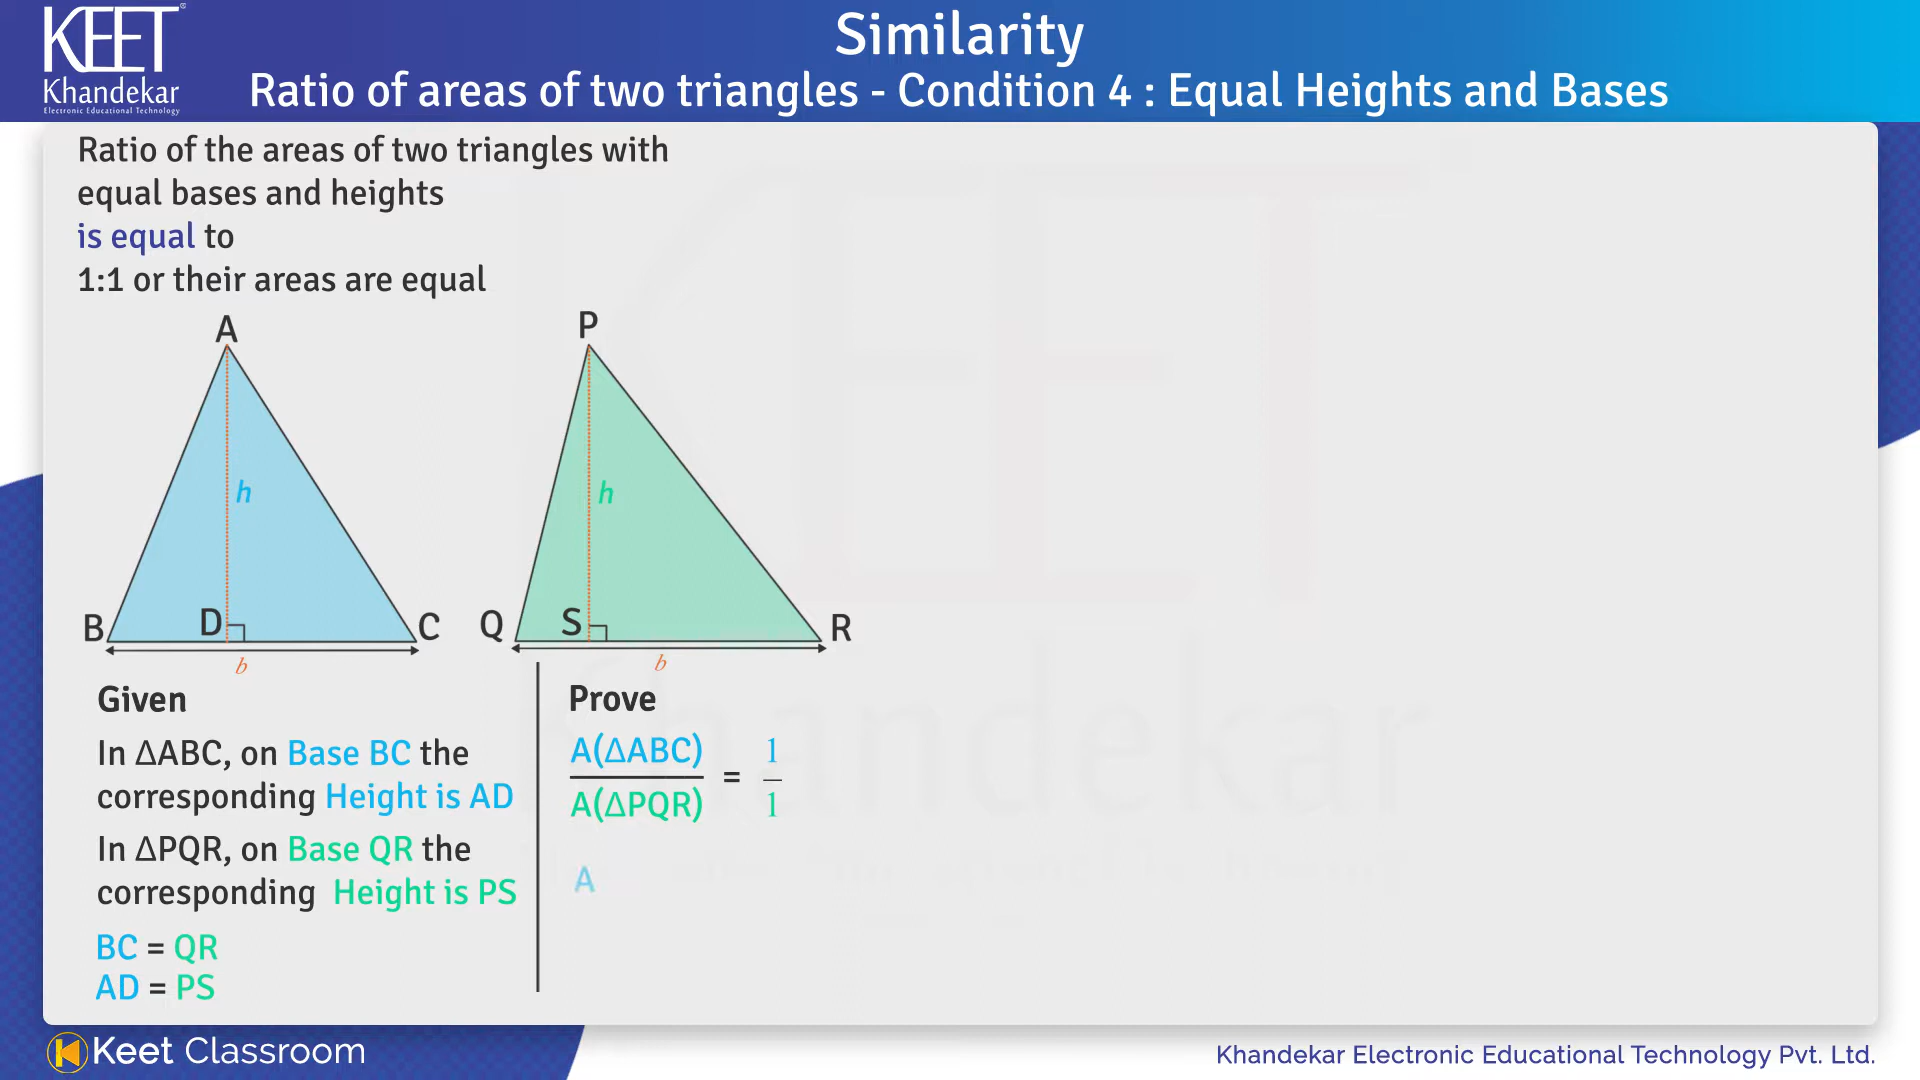 KEET
Khandekar
Electronic Educational Technology
Similarity
Ratio of areas of two triangles - Condition 4 : Equal Heights and Bases
Ratio of the areas of two triangles with
equal bases and heights
is equal to
1:1 or their areas are equal
A
h
B D C
b
P
h
Q S R
b
Given
In ΔABC, on Base BC the
corresponding Height is AD
In ΔPQR, on Base QR the
corresponding Height is PS
BC = QR
AD = PS
Prove
A(ΔABC)
A(ΔPQR)
=
1
1
A
Keet Classroom
Khandekar Electronic Educational Technology Pvt. Ltd.